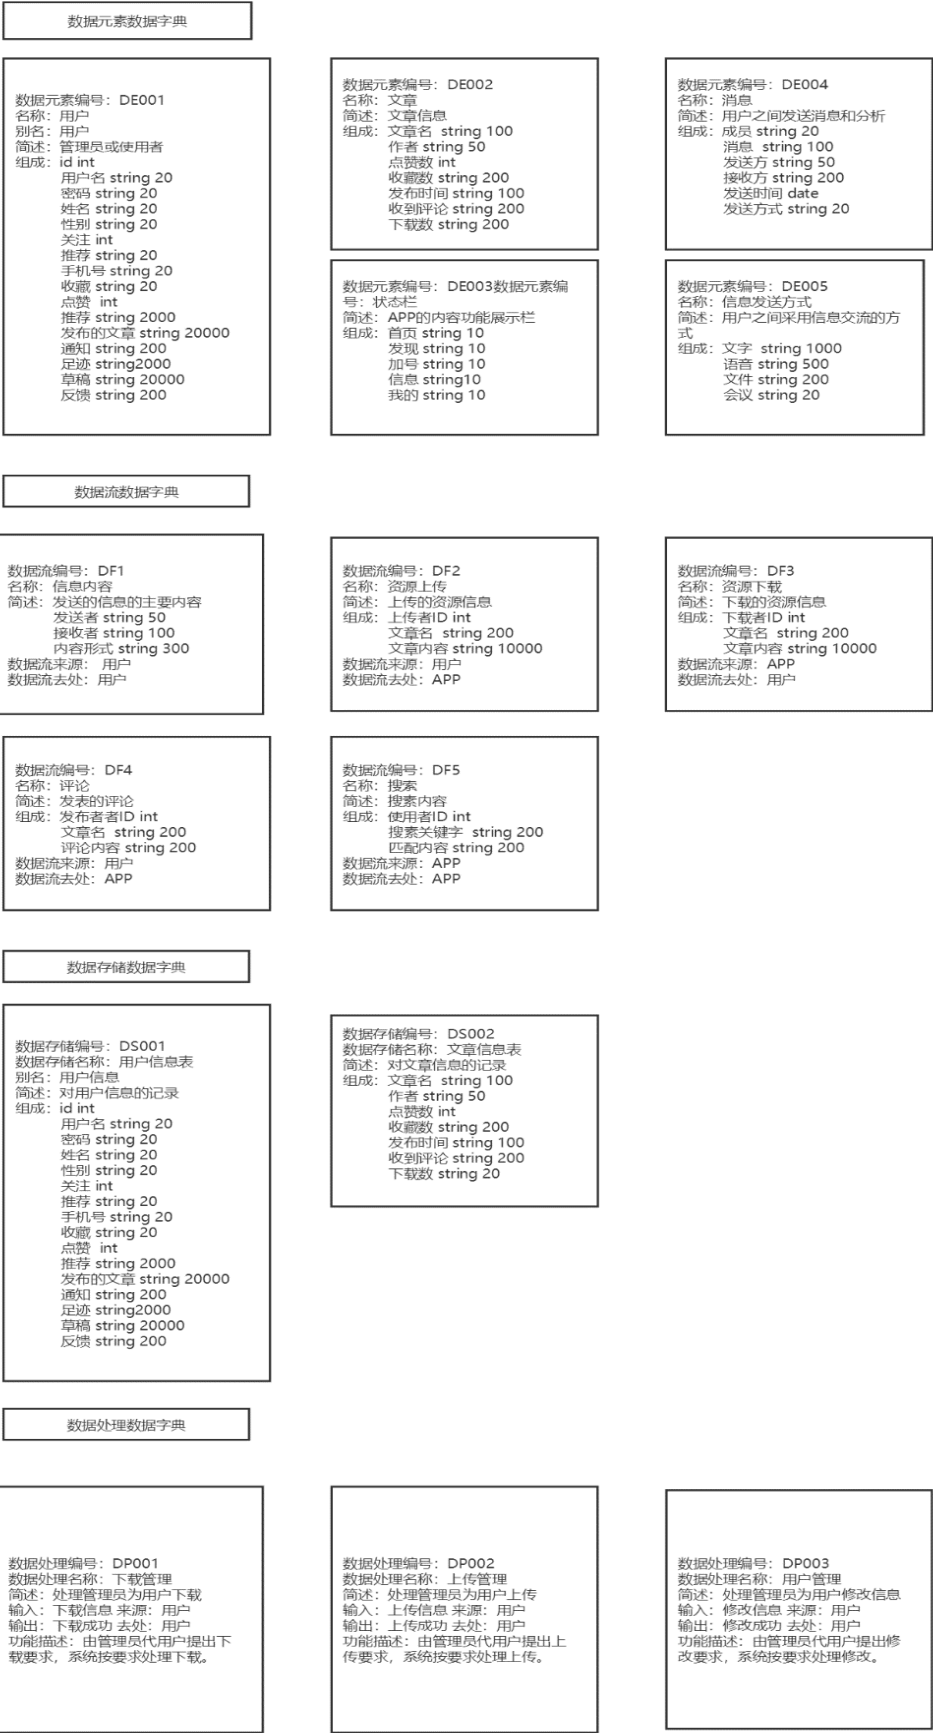 数据元素数据字典
数据元素编号：DE001
名称：用户
别名：用户
简述：管理员或使用者
组成：id int
用户名 string 20
密码 string 20
姓名 string 20
性别 string 20
关注 int
推荐 string 20
手机号 string 20
收藏 string 20
点赞  int
推荐 string 2000
发布的文章 string 20000
通知 string 200
足迹 string2000
草稿 string 20000
反馈 string 200
数据元素编号：DE002
名称：文章
简述：文章信息
组成：文章名  string 100
作者 string 50
点赞数 int
收藏数 string 200
发布时间 string 100
收到评论 string 200
下载数 string 200
数据元素编号：DE004
名称：消息
简述：用户之间发送消息和分析
组成：成员 string 20
消息  string 100
发送方 string 50
接收方 string 200
发送时间 date
发送方式 string 20
数据元素编号：DE003数据元素编
号：状态栏
简述：APP的内容功能展示栏
组成：首页 string 10
发现 string 10
加号 string 10
信息 string10
我的 string 10
数据元素编号：DE005
名称：信息发送方式
简述：用户之间采用信息交流的方
式
组成：文字  string 1000
语音 string 500
文件 string 200
会议 string 20
数据流数据字典
数据流编号：DF1
名称：信息内容
简述：发送的信息的主要内容
发送者 string 50
接收者 string 100
内容形式 string 300
数据流来源： 用户
数据流去处：用户
数据流编号：DF2
名称：资源上传
简述：上传的资源信息
组成：上传者ID int
文章名  string 200
文章内容 string 10000
数据流来源：用户
数据流去处：APP
数据流编号：DF3
名称：资源下载
简述：下载的资源信息
组成：下载者ID int
文章名  string 200
文章内容 string 10000
数据流来源：APP
数据流去处：用户
数据流编号：DF4
名称：评论
简述：发表的评论
组成：发布者者ID int
文章名  string 200
评论内容 string 200
数据流来源：用户
数据流去处：APP
数据流编号：DF5
名称：搜索
简述：搜素内容
组成：使用者ID int
搜素关键字  string 200
匹配内容 string 200
数据流来源：APP
数据流去处：APP
数据存储数据字典
数据存储编号：DS001
数据存储名称：用户信息表
别名：用户信息
简述：对用户信息的记录
组成：id int
用户名 string 20
密码 string 20
姓名 string 20
性别 string 20
关注 int
推荐 string 20
手机号 string 20
收藏 string 20
点赞  int
推荐 string 2000
发布的文章 string 20000
通知 string 200
足迹 string2000
草稿 string 20000
反馈 string 200
数据存储编号：DS002
数据存储名称：文章信息表
简述：对文章信息的记录
组成：文章名  string 100
作者 string 50
点赞数 int
收藏数 string 200
发布时间 string 100
收到评论 string 200
下载数 string 20
数据处理数据字典
数据处理编号：DP001
数据处理名称：下载管理
简述：处理管理员为用户下载
输入：下载信息 来源：用户
输出：下载成功 去处：用户
功能描述：由管理员代用户提出下
载要求，系统按要求处理下载。
数据处理编号：DP002
数据处理名称：上传管理
简述：处理管理员为用户上传
输入：上传信息 来源：用户
输出：上传成功 去处：用户
功能描述：由管理员代用户提出上
传要求，系统按要求处理上传。
数据处理编号：DP003
数据处理名称：用户管理
简述：处理管理员为用户修改信息
输入：修改信息 来源：用户
输出：修改成功 去处：用户
功能描述：由管理员代用户提出修
改要求，系统按要求处理修改。